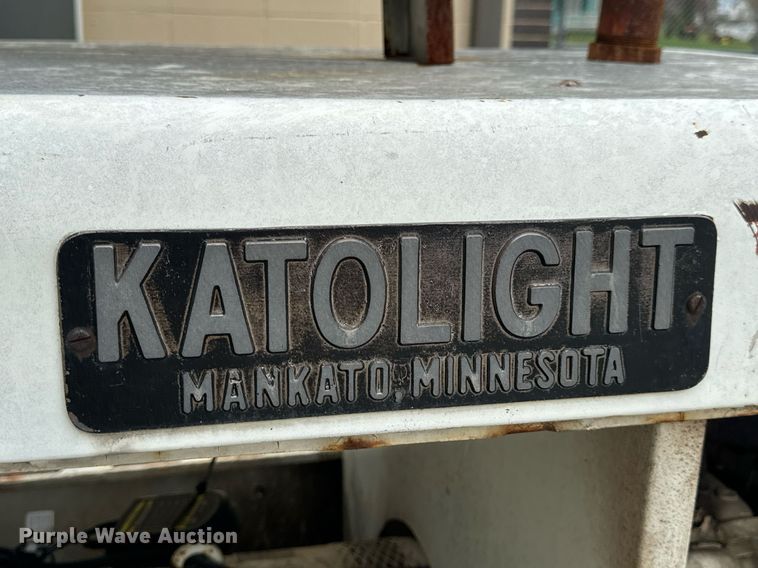 KATOLIGHT
MANKATO, MINNESOTA
Purple Wave Auction